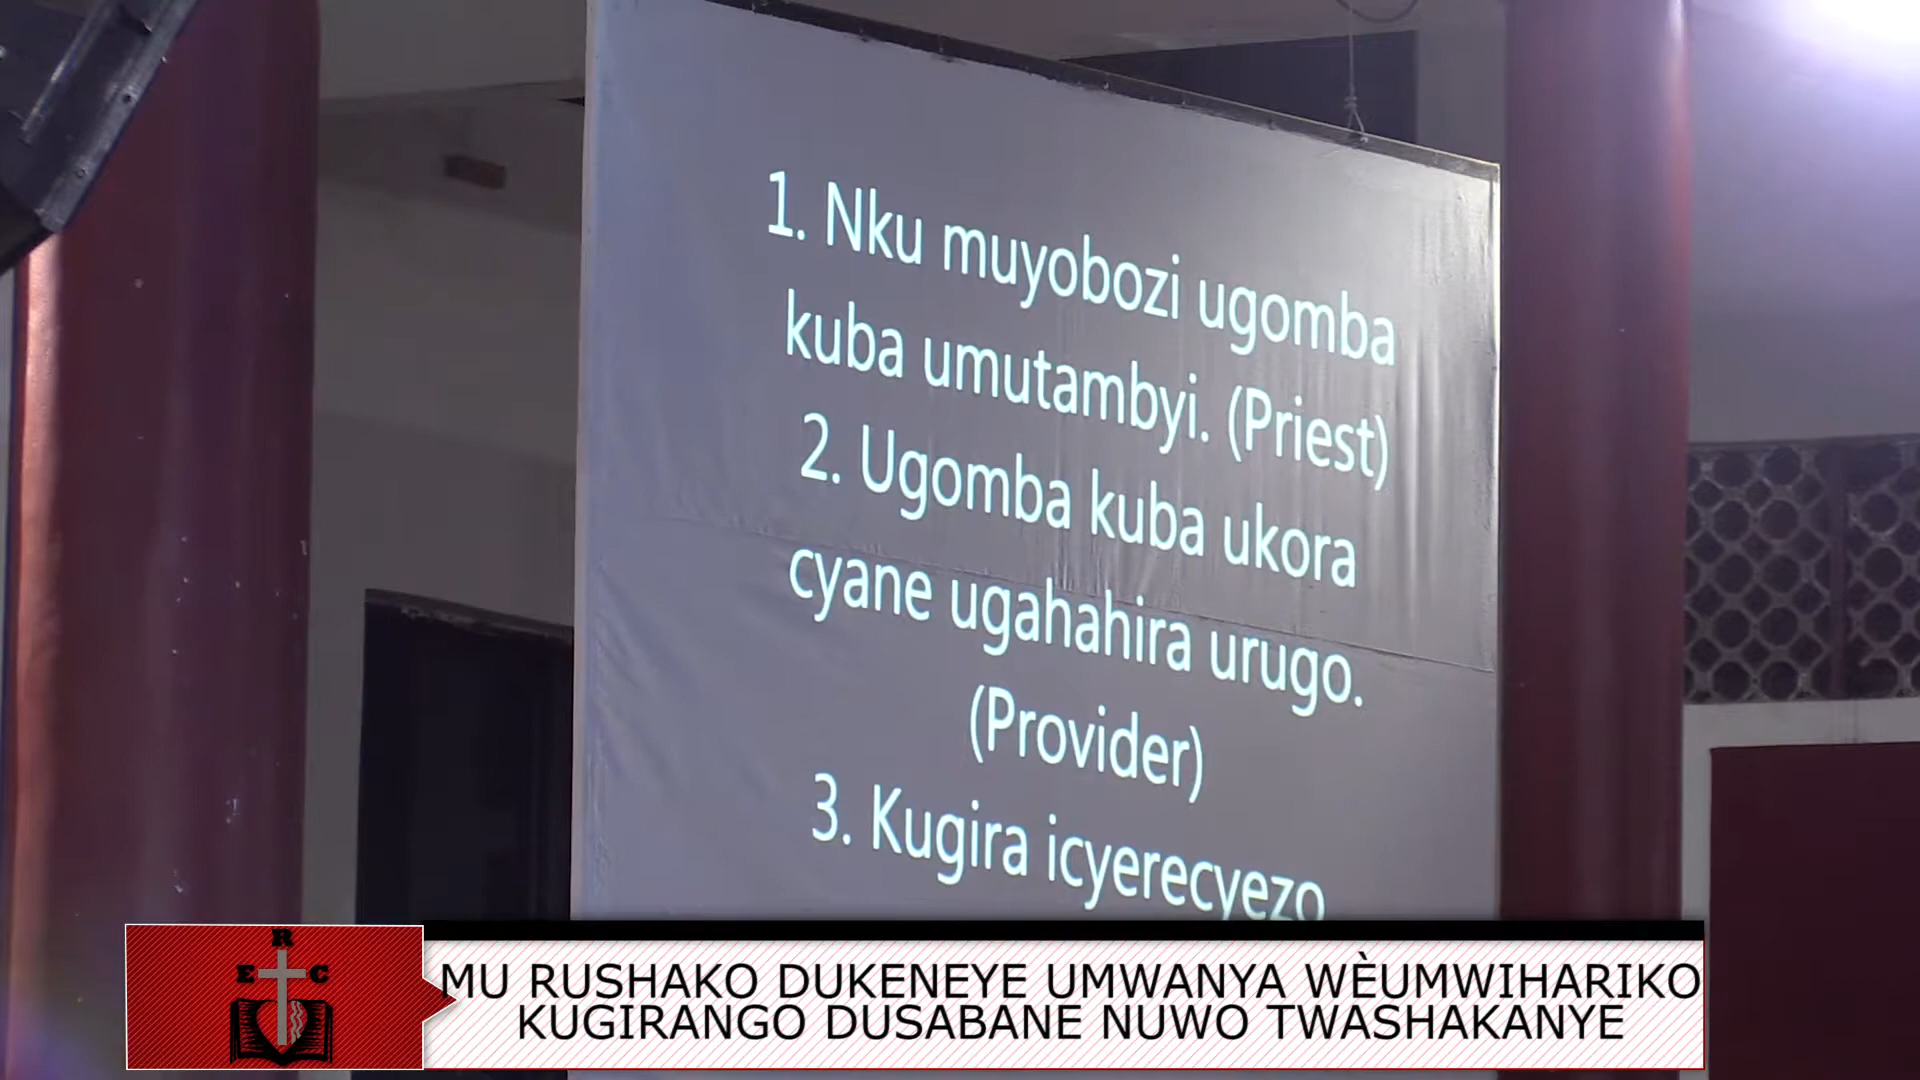 1. Nku muyobozi ugomba
kuba umutambyi. (Priest)
2. Ugomba kuba ukora
cyane ugahahira urugo.
(Provider)
3. Kugira icyerecyezo
R
E C
MU RUSHAKO DUKENEYE UMWANYA WÈUMWIHARIKO
KUGIRANGO DUSABANE NUWO TWASHAKANYE